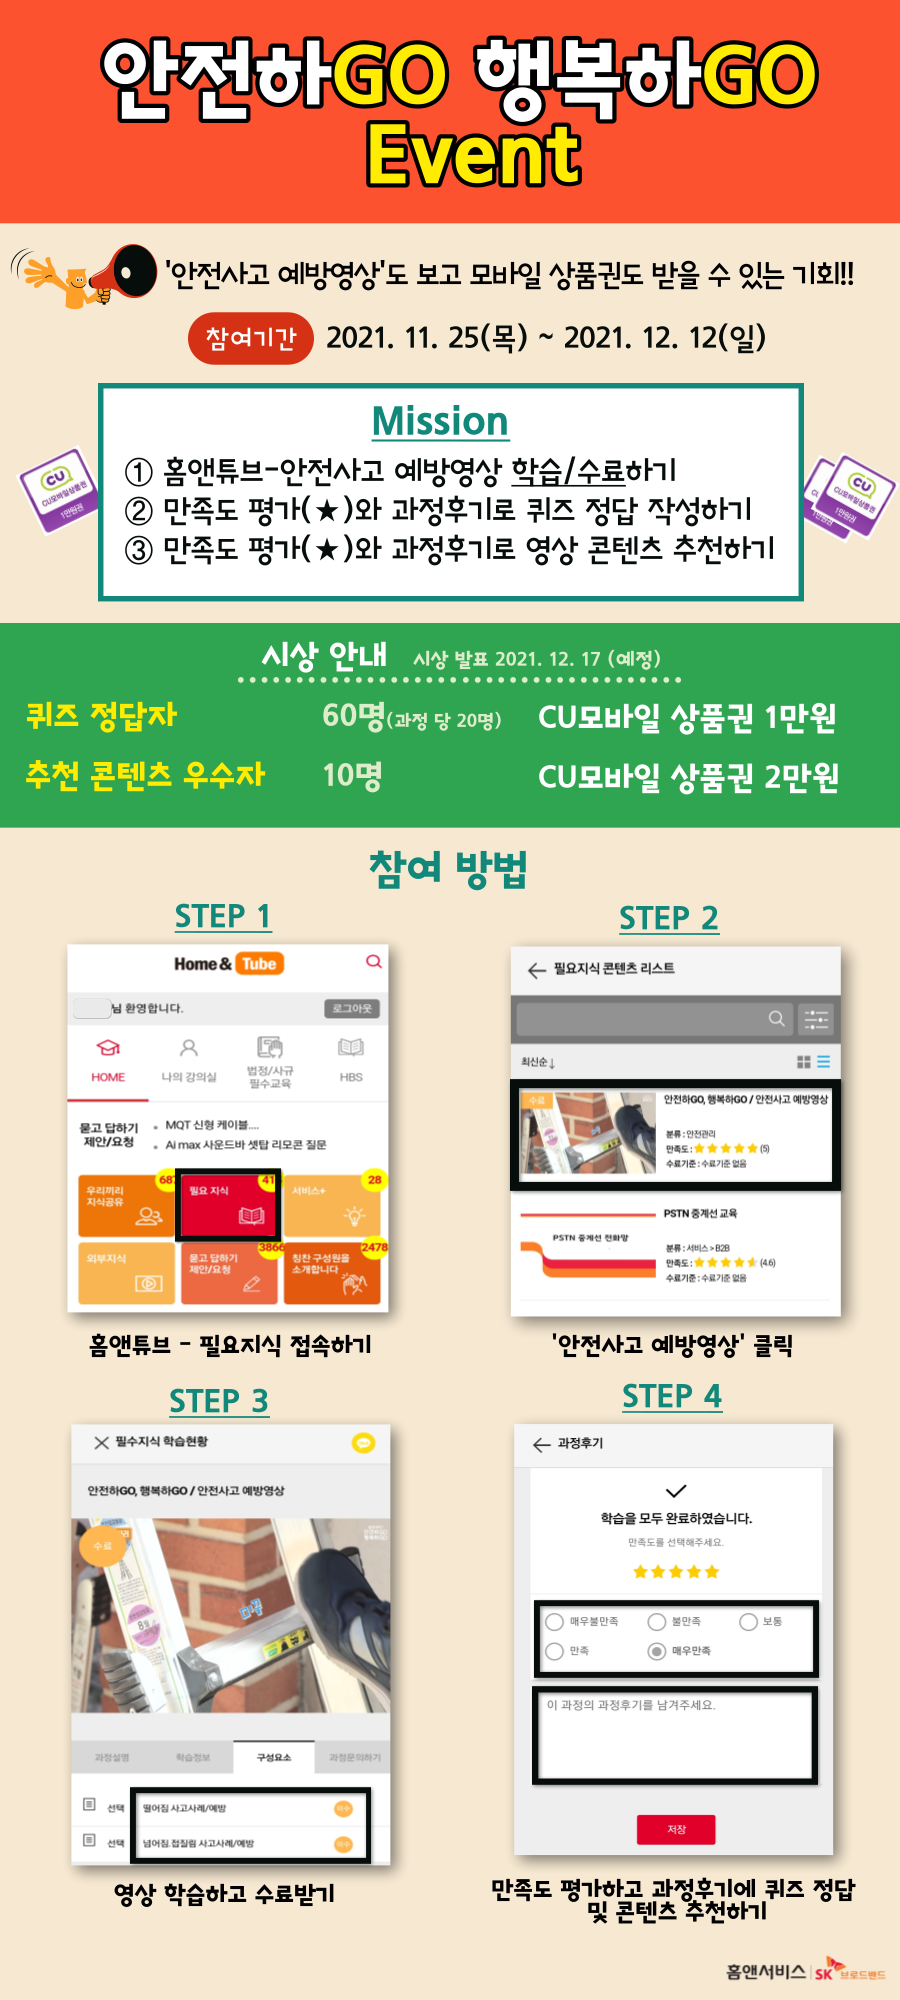 안전하GO 행복하GO
Event
'안전사고 예방영상'도 보고 모바일 상품권도 받을 수 있는 기회!!
참여기간 2021. 11. 25(목) ~ 2021. 12. 12(일)
Mission
① 홈앤튜브-안전사고 예방영상 학습/수료하기
② 만족도 평가(★)와 과정후기로 퀴즈 정답 작성하기
③ 만족도 평가(★)와 과정후기로 영상 콘텐츠 추천하기
CU
CU모바일상품권
1만원권
CU
CU모바일상품권
1만원권
시상 안내 시상 발표 2021. 12. 17 (예정)
퀴즈 정답자 60명(과정 당 20명) CU모바일 상품권 1만원
추천 콘텐츠 우수자 10명 CU모바일 상품권 2만원
참여 방법
STEP 1
Home & Tube
님 환영합니다. 로그아웃
HOME 나의 강의실 법정/사규 필수교육 HBS
묻고 답하기 제안/요청
• MQT 신형 케이블....
• Ai max 사운드바 셋탑 리모콘 질문
우리끼리 지식공유 687
필요 지식 41
서비스+ 28
외부지식
묻고 답하기 제안/요청 3866
칭찬 구성원을 소개합니다 2478
홈앤튜브 - 필요지식 접속하기
STEP 2
필요지식 콘텐츠 리스트
최신순↓
수료
안전하GO, 행복하GO / 안전사고 예방영상
분류 : 안전관리
만족도 : ★★★★★ (5)
수료기준 : 수료기준 없음
PSTN 중계선 전화망
PSTN 중계선 교육
분류 : 서비스 > B2B
만족도 : ★★★★★ (4.6)
수료기준 : 수료기준 없음
'안전사고 예방영상' 클릭
STEP 3
필수지식 학습현황
안전하GO, 행복하GO / 안전사고 예방영상
수료
8월
과정설명 학습정보 구성요소 과정문의하기
선택 떨어짐 사고사례/예방
선택 넘어짐.접질림 사고사례/예방
영상 학습하고 수료받기
STEP 4
과정후기
학습을 모두 완료하였습니다.
만족도를 선택해주세요.
★★★★★
매우불만족 불만족 보통
만족 매우만족
이 과정의 과정후기를 남겨주세요.
저장
만족도 평가하고 과정후기에 퀴즈 정답
및 콘텐츠 추천하기
홈앤서비스 | SK 브로드밴드